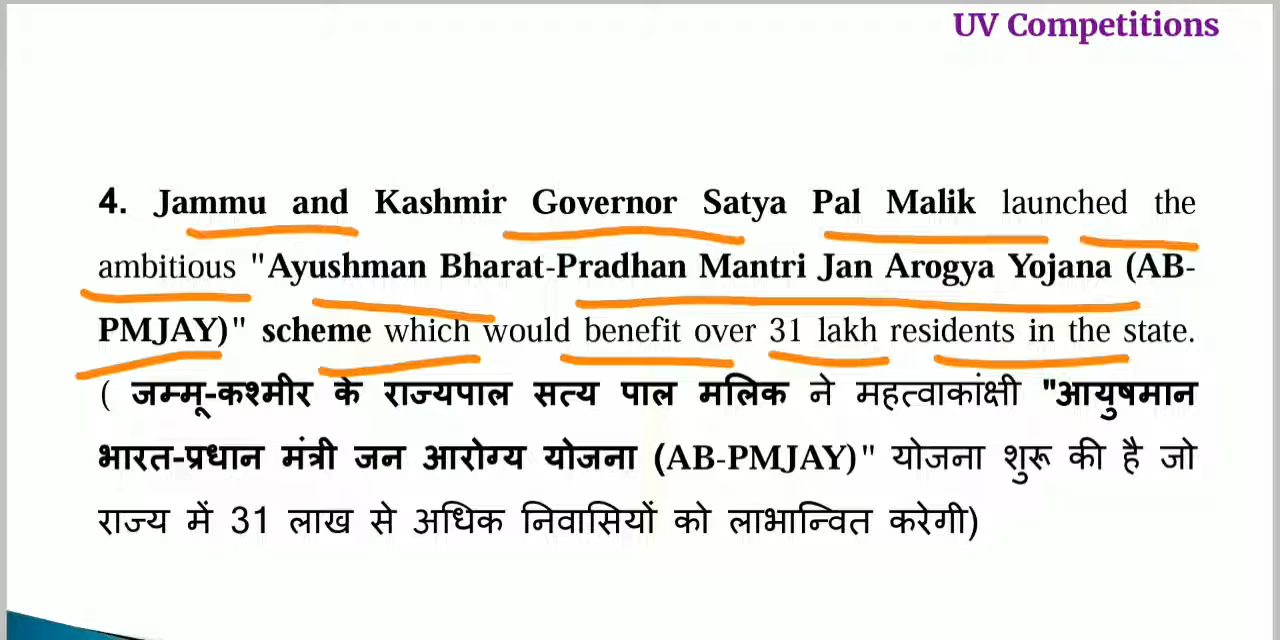 UV Competitions
4. Jammu and Kashmir Governor Satya Pal Malik launched the
ambitious "Ayushman Bharat-Pradhan Mantri Jan Arogya Yojana (AB-
PMJAY)" scheme which would benefit over 31 lakh residents in the state.
( जम्मू-कश्मीर के राज्यपाल सत्य पाल मलिक ने महत्वाकांक्षी "आयुषमान
भारत-प्रधान मंत्री जन आरोग्य योजना (AB-PMJAY)" योजना शुरू की है जो
राज्य में 31 लाख से अधिक निवासियों को लाभान्वित करेगी)